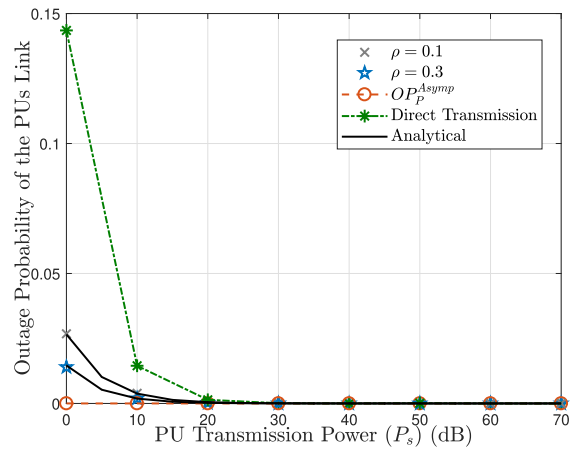 Outage Probability of the PUs Link
0.15
0.1
0.05
0
ρ = 0.1
ρ = 0.3
OP_P^{Asymp}
Direct Transmission
Analytical
0 10 20 30 40 50 60 70
PU Transmission Power (P_s) (dB)